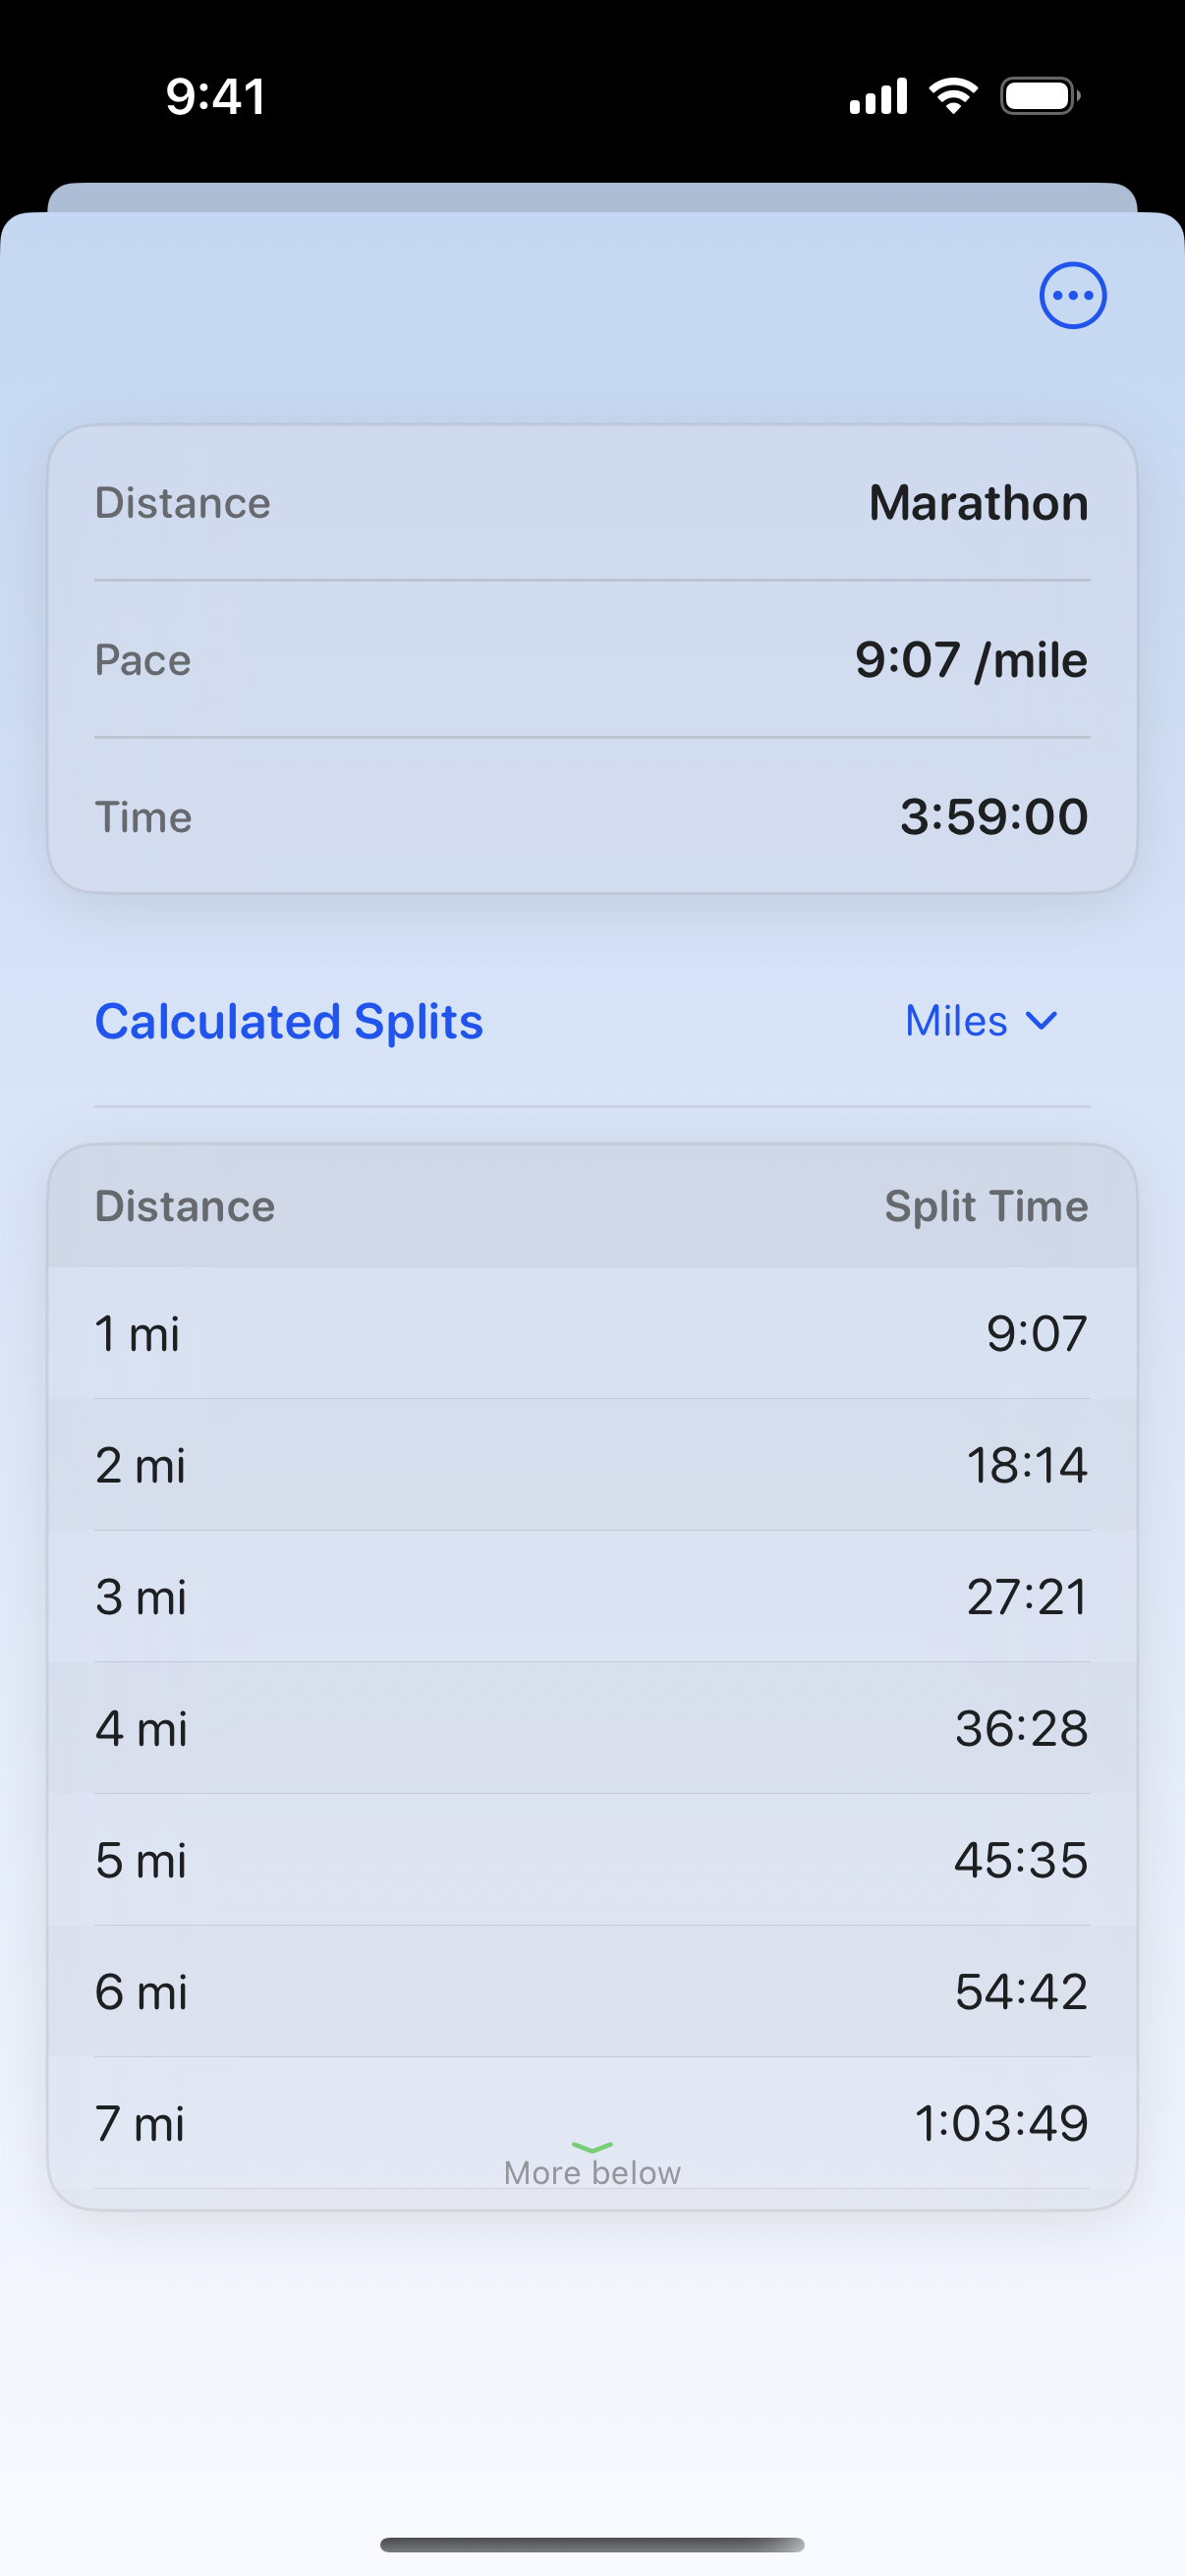 9:41
Distance Marathon
Pace 9:07 /mile
Time 3:59:00
Calculated Splits Miles
Distance Split Time
1 mi 9:07
2 mi 18:14
3 mi 27:21
4 mi 36:28
5 mi 45:35
6 mi 54:42
7 mi 1:03:49
More below